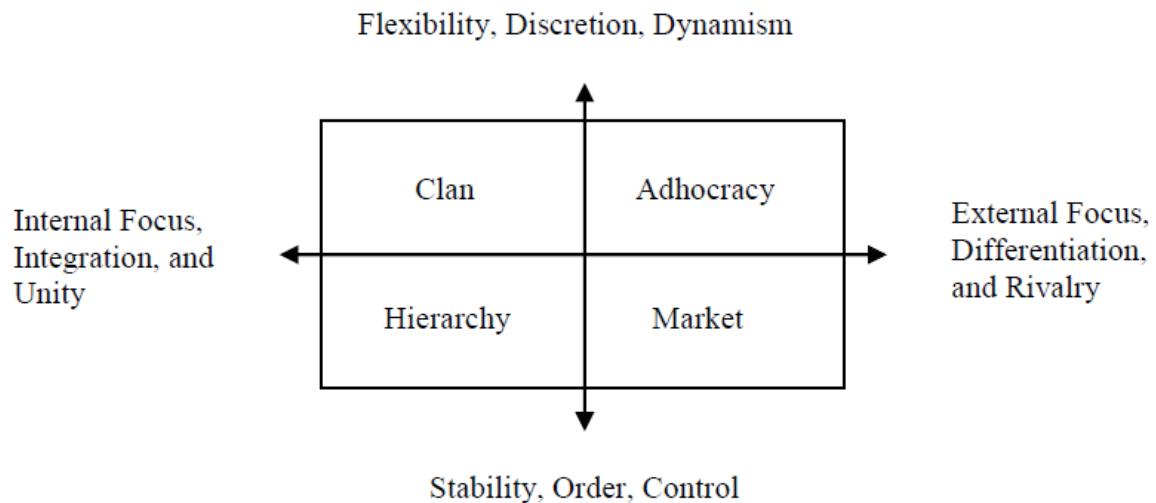 Flexibility, Discretion, Dynamism
Clan
Adhocracy
Internal Focus,
Integration, and
Unity
External Focus,
Differentiation,
and Rivalry
Hierarchy
Market
Stability, Order, Control